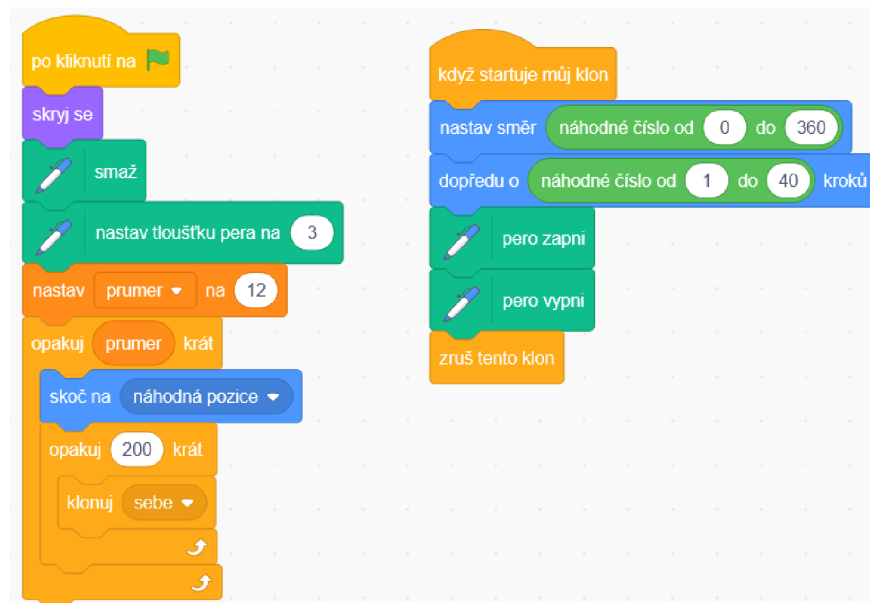 po kliknutí na
skryj se
smaž
nastav tloušťku pera na 3
nastav prumer na 12
opakuj prumer krát
skoč na náhodná pozice
opakuj 200 krát
klonuj sebe
když startuje můj klon
nastav směr náhodné číslo od 0 do 360
dopředu o náhodné číslo od 1 do 40 kroků
pero zapni
pero vypni
zruš tento klon